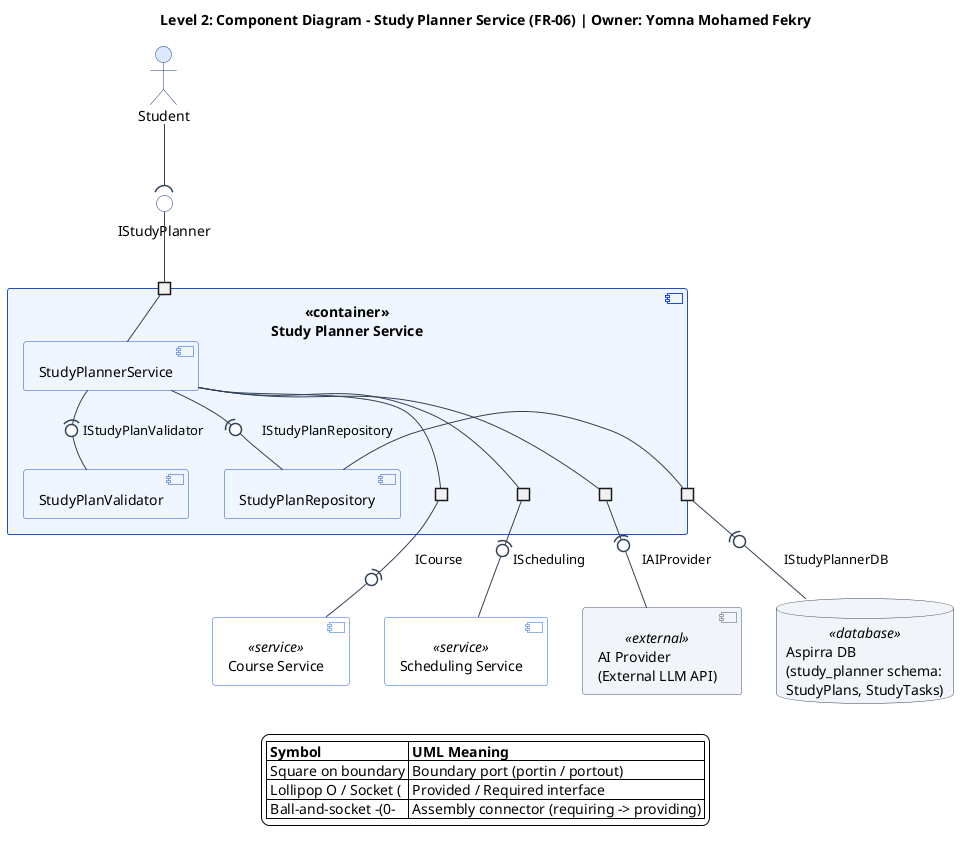 Level 2: Component Diagram - Study Planner Service (FR-06) | Owner: Yomna Mohamed Fekry
Student
IStudyPlanner
«container»
Study Planner Service
StudyPlannerService
IStudyPlanValidator
IStudyPlanRepository
StudyPlanValidator
StudyPlanRepository
ICourse
IScheduling
IAIProvider
IStudyPlannerDB
«service»
Course Service
«service»
Scheduling Service
«external»
AI Provider
(External LLM API)
«database»
Aspirra DB
(study_planner schema:
StudyPlans, StudyTasks)
Symbol UML Meaning
Square on boundary Boundary port (portin / portout)
Lollipop O / Socket ( Provided / Required interface
Ball-and-socket -(0- Assembly connector (requiring -> providing)